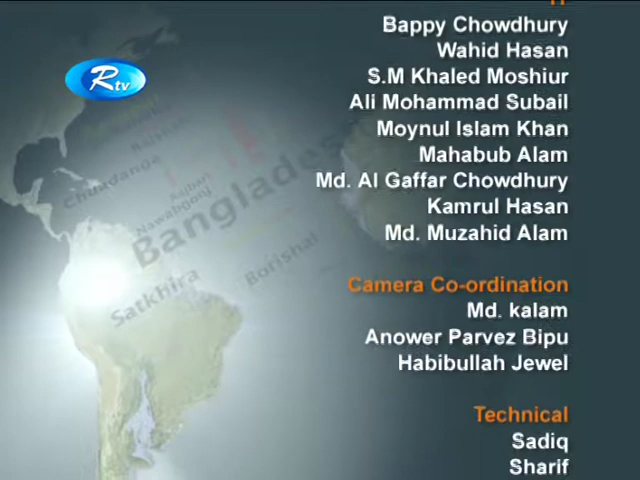 Rtv
Bappy Chowdhury
Wahid Hasan
S.M Khaled Moshiur
Ali Mohammad Subail
Moynul Islam Khan
Mahabub Alam
Md. Al Gaffar Chowdhury
Kamrul Hasan
Md. Muzahid Alam
Camera Co-ordination
Md. kalam
Anower Parvez Bipu
Habibullah Jewel
Technical
Sadiq
Sharif
Chuadanga
Nawabgonj
Bangladesh
Satkhira
Borishal